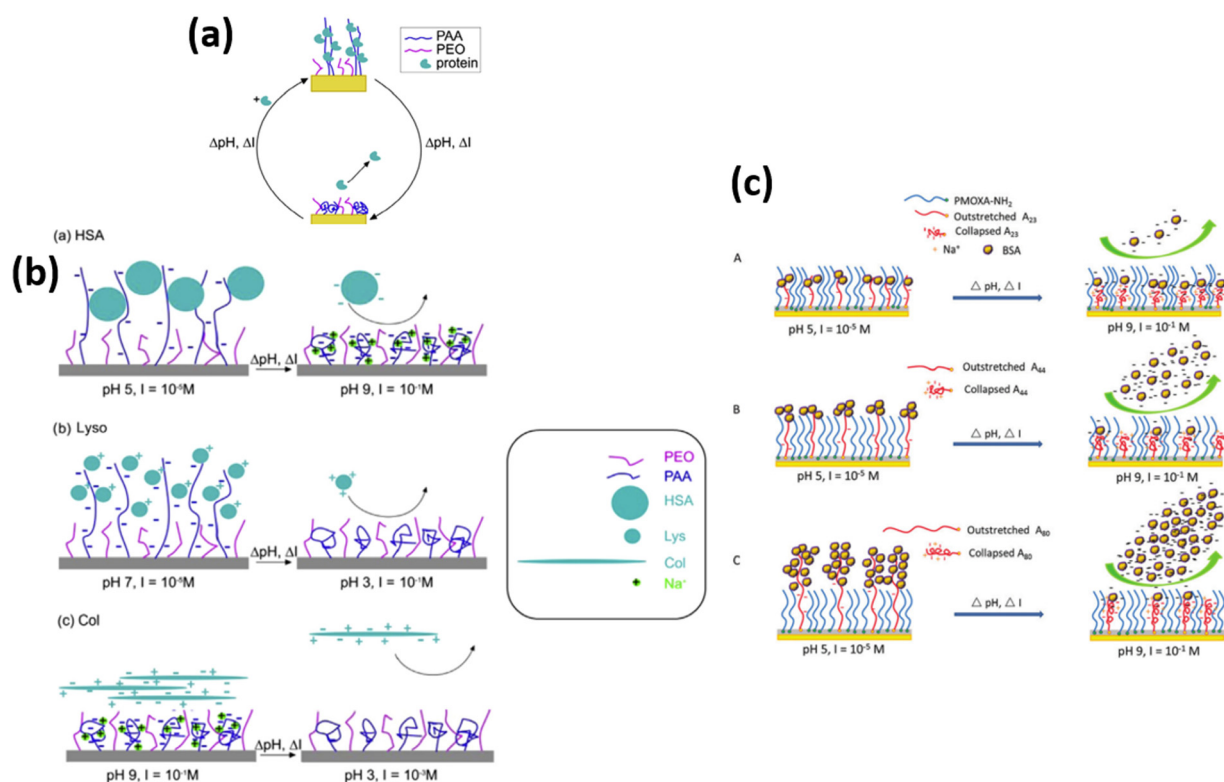 (a)
PAA
PEO
protein
+
ΔpH, ΔI
ΔpH, ΔI
(b)
(a) HSA
ΔpH, ΔI
pH 5, I = 10⁻⁵M
pH 9, I = 10⁻¹M
(b) Lyso
ΔpH, ΔI
pH 7, I = 10⁻⁵M
pH 3, I = 10⁻¹M
(c) Col
ΔpH, ΔI
pH 9, I = 10⁻¹M
pH 3, I = 10⁻³M
PEO
PAA
HSA
Lys
Col
Na⁺
(c)
PMOXA-NH₂
Outstretched A₂₃
Collapsed A₂₃
Na⁺ BSA
A
△ pH, △ I
pH 5, I = 10⁻⁵ M
pH 9, I = 10⁻¹ M
Outstretched A₄₄
Collapsed A₄₄
B
△ pH, △ I
pH 5, I = 10⁻⁵ M
pH 9, I = 10⁻¹ M
Outstretched A₈₀
Collapsed A₈₀
C
△ pH, △ I
pH 5, I = 10⁻⁵ M
pH 9, I = 10⁻¹ M